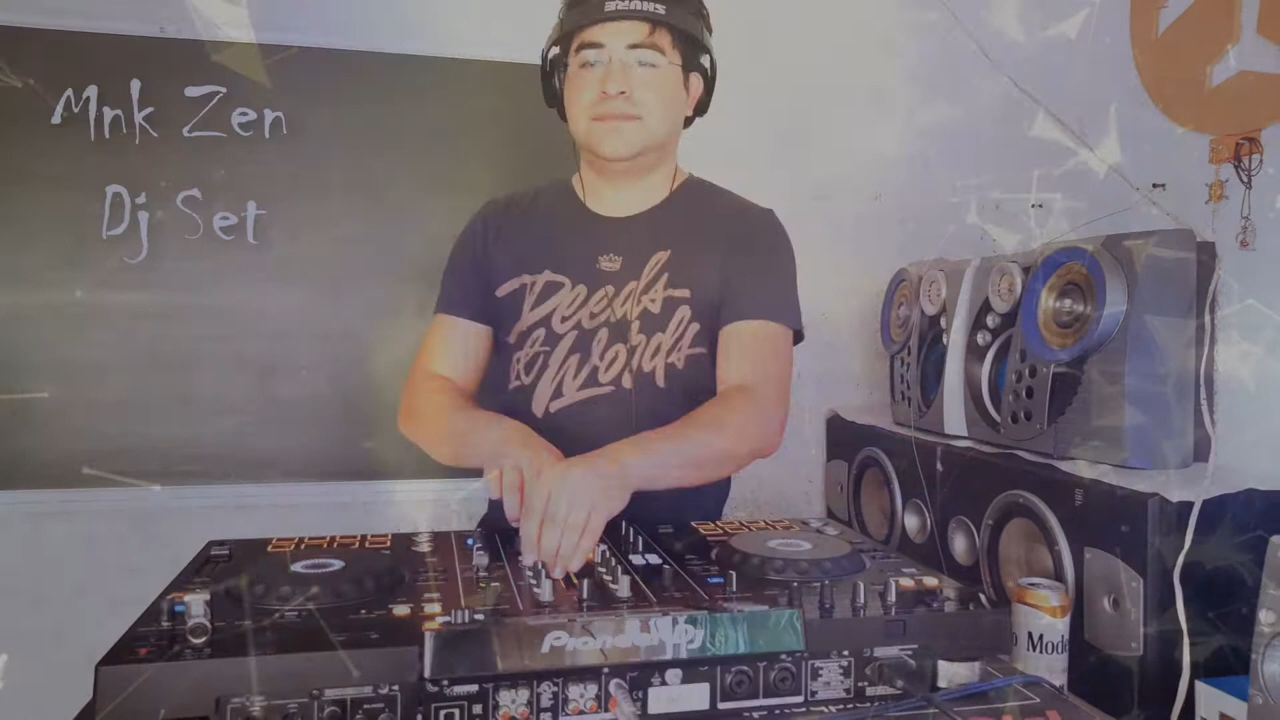 Mnk Zen
Dj Set
SHURE
Deeds
& Words
Pioneer Dj
o Mode